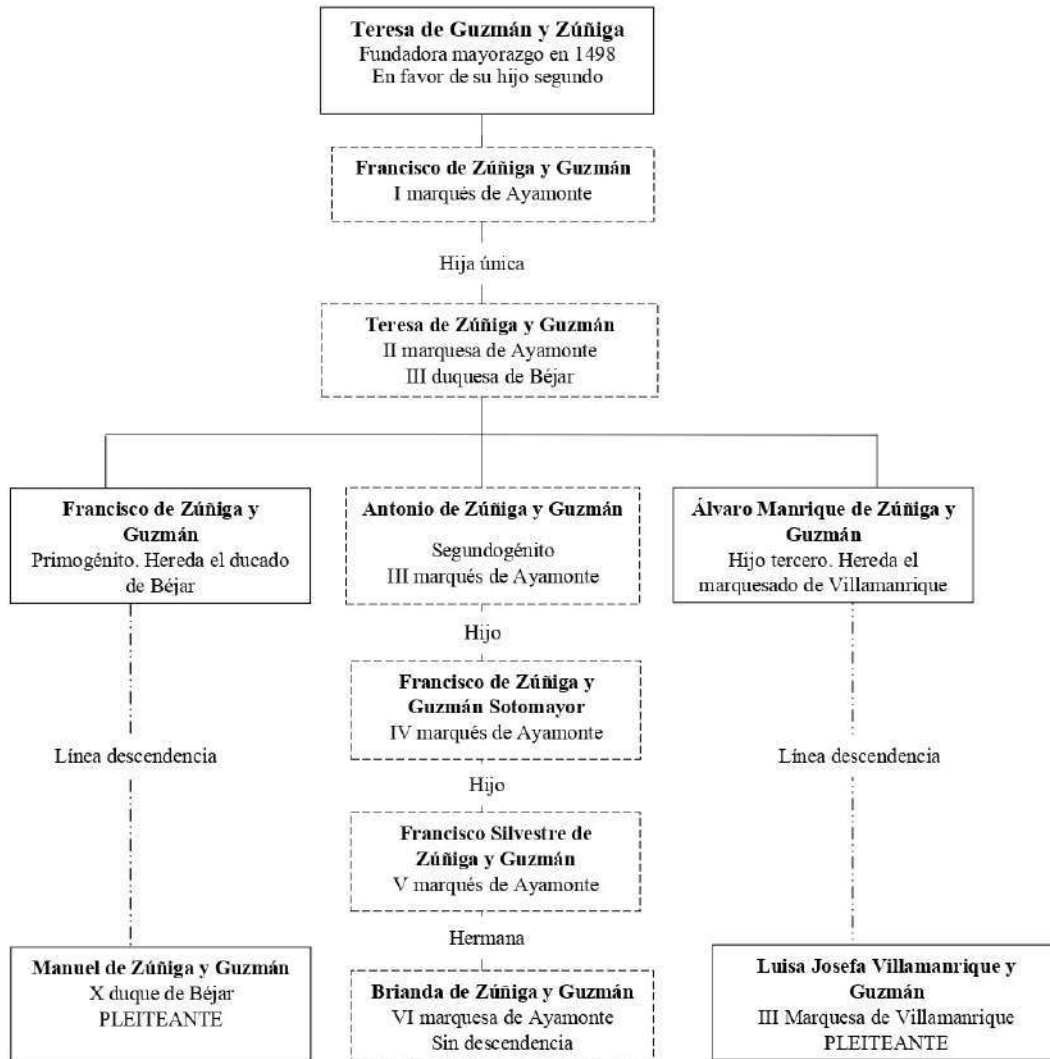 Teresa de Guzmán y Zúñiga
Fundadora mayorazgo en 1498
En favor de su hijo segundo
Francisco de Zúñiga y Guzmán
I marqués de Ayamonte
Hija única
Teresa de Zúñiga y Guzmán
II marquesa de Ayamonte
III duquesa de Béjar
Francisco de Zúñiga y
Guzmán
Primogénito. Hereda el ducado
de Béjar
Antonio de Zúñiga y Guzmán
Segundogénito
III marqués de Ayamonte
Álvaro Manrique de Zúñiga y
Guzmán
Hijo tercero. Hereda el
marquesado de Villamanrique
Hijo
Francisco de Zúñiga y
Guzmán Sotomayor
IV marqués de Ayamonte
Línea descendencia
Línea descendencia
Hijo
Francisco Silvestre de
Zúñiga y Guzmán
V marqués de Ayamonte
Hermana
Manuel de Zúñiga y Guzmán
X duque de Béjar
PLEITEANTE
Brianda de Zúñiga y Guzmán
VI marquesa de Ayamonte
Sin descendencia
Luisa Josefa Villamanrique y
Guzmán
III Marquesa de Villamanrique
PLEITEANTE